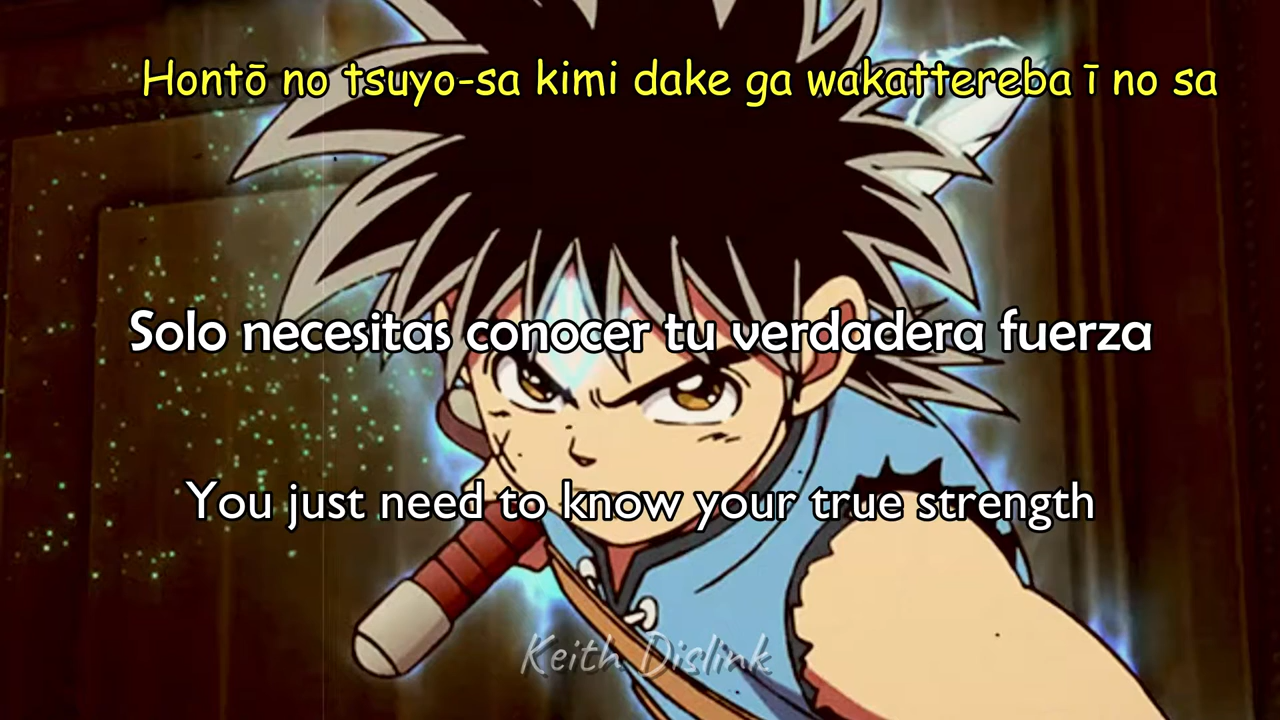 Hontō no tsuyo-sa kimi dake ga wakattereba ī no sa
Solo necesitas conocer tu verdadera fuerza
You just need to know your true strength
Keith Dislink